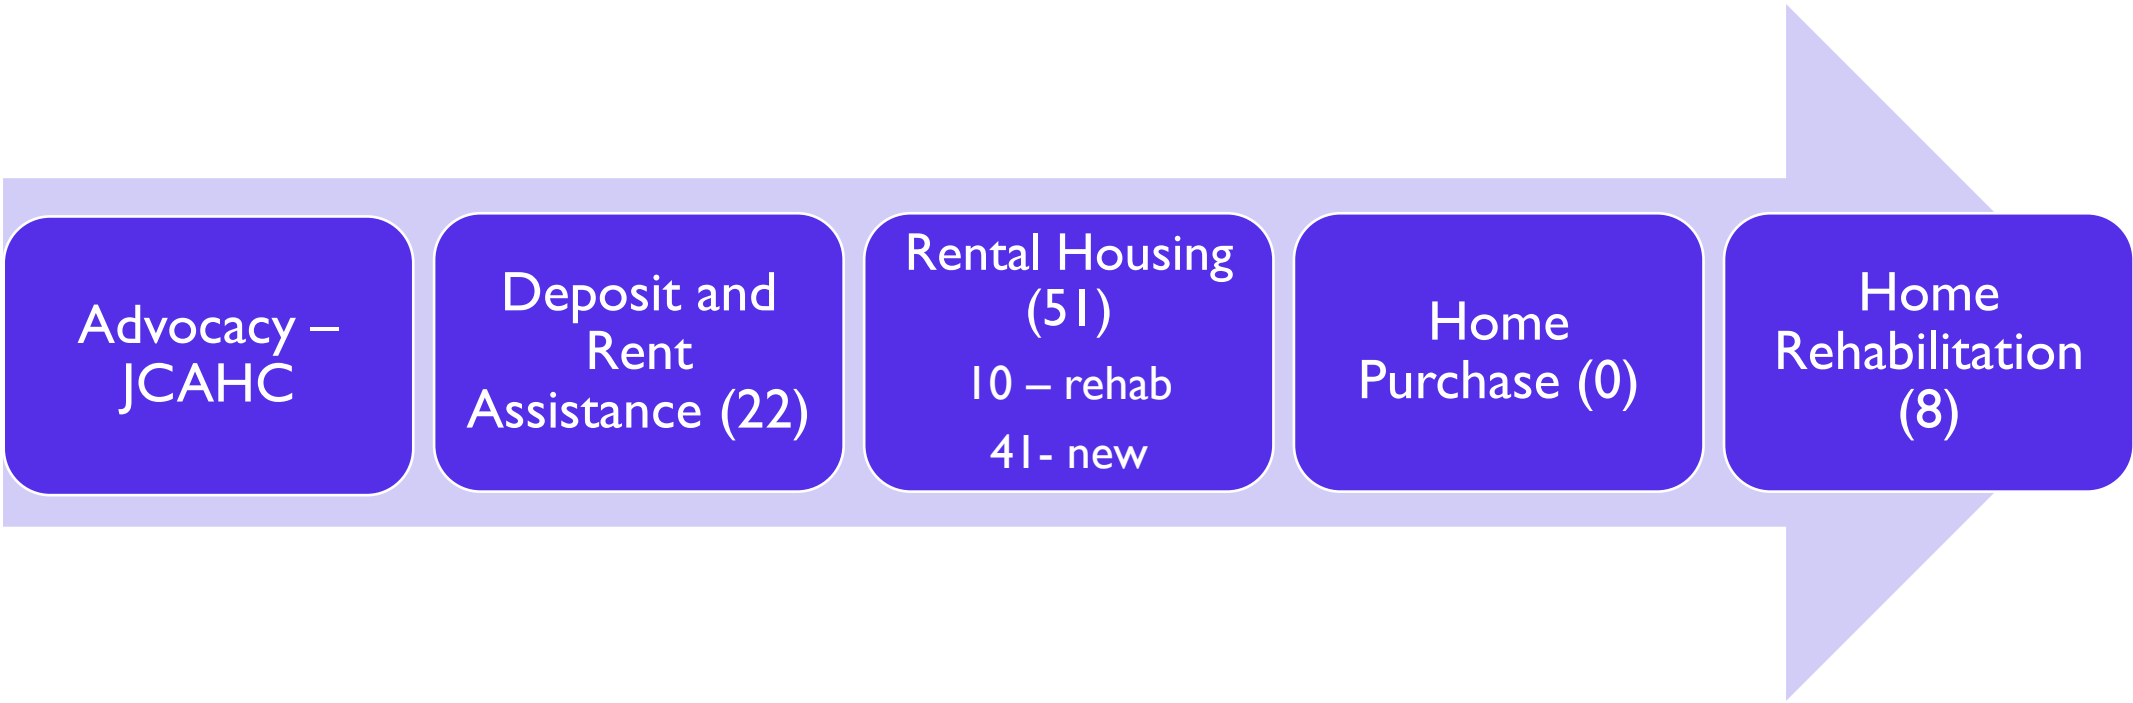 Advocacy –
JCAHC
Deposit and
Rent
Assistance (22)
Rental Housing
(51)
10 – rehab
41- new
Home
Purchase (0)
Home
Rehabilitation
(8)